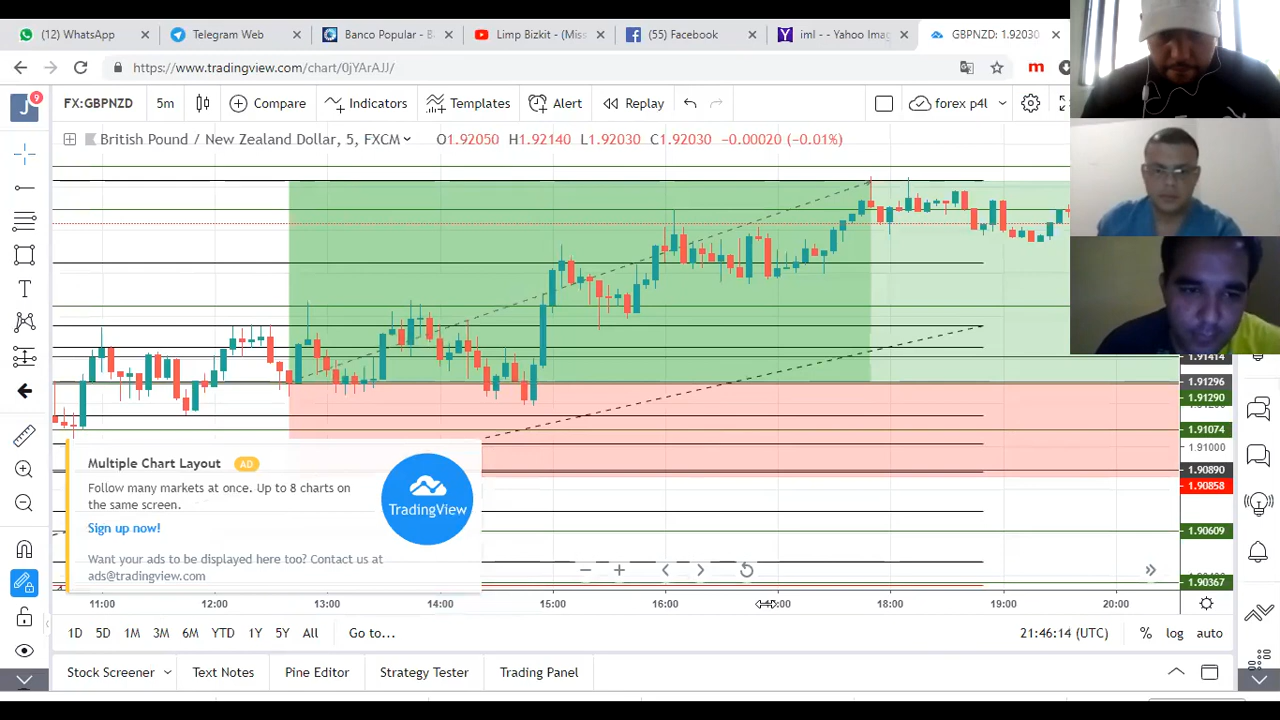 (12) WhatsApp
Telegram Web
Banco Popular - B
Limp Bizkit - (Miss
(55) Facebook
iml - - Yahoo Imag
GBPNZD: 1.92030
https://www.tradingview.com/chart/0jYArAJJ/
J
9
FX:GBPNZD
5m
Compare
Indicators
Templates
Alert
Replay
forex p4l
British Pound / New Zealand Dollar, 5, FXCM
O1.92050 H1.92140 L1.92030 C1.92030 −0.00020 (−0.01%)
1.91414
1.91296
1.91290
1.91074
1.91000
1.90890
1.90858
1.90609
1.90367
Multiple Chart Layout AD
Follow many markets at once. Up to 8 charts on
the same screen.
Sign up now!
Want your ads to be displayed here too? Contact us at
ads@tradingview.com
TradingView
11:00 12:00 13:00 14:00 15:00 16:00 18:00 19:00 20:00
1D 5D 1M 3M 6M YTD 1Y 5Y All Go to...
21:46:14 (UTC) % log auto
Stock Screener Text Notes Pine Editor Strategy Tester Trading Panel